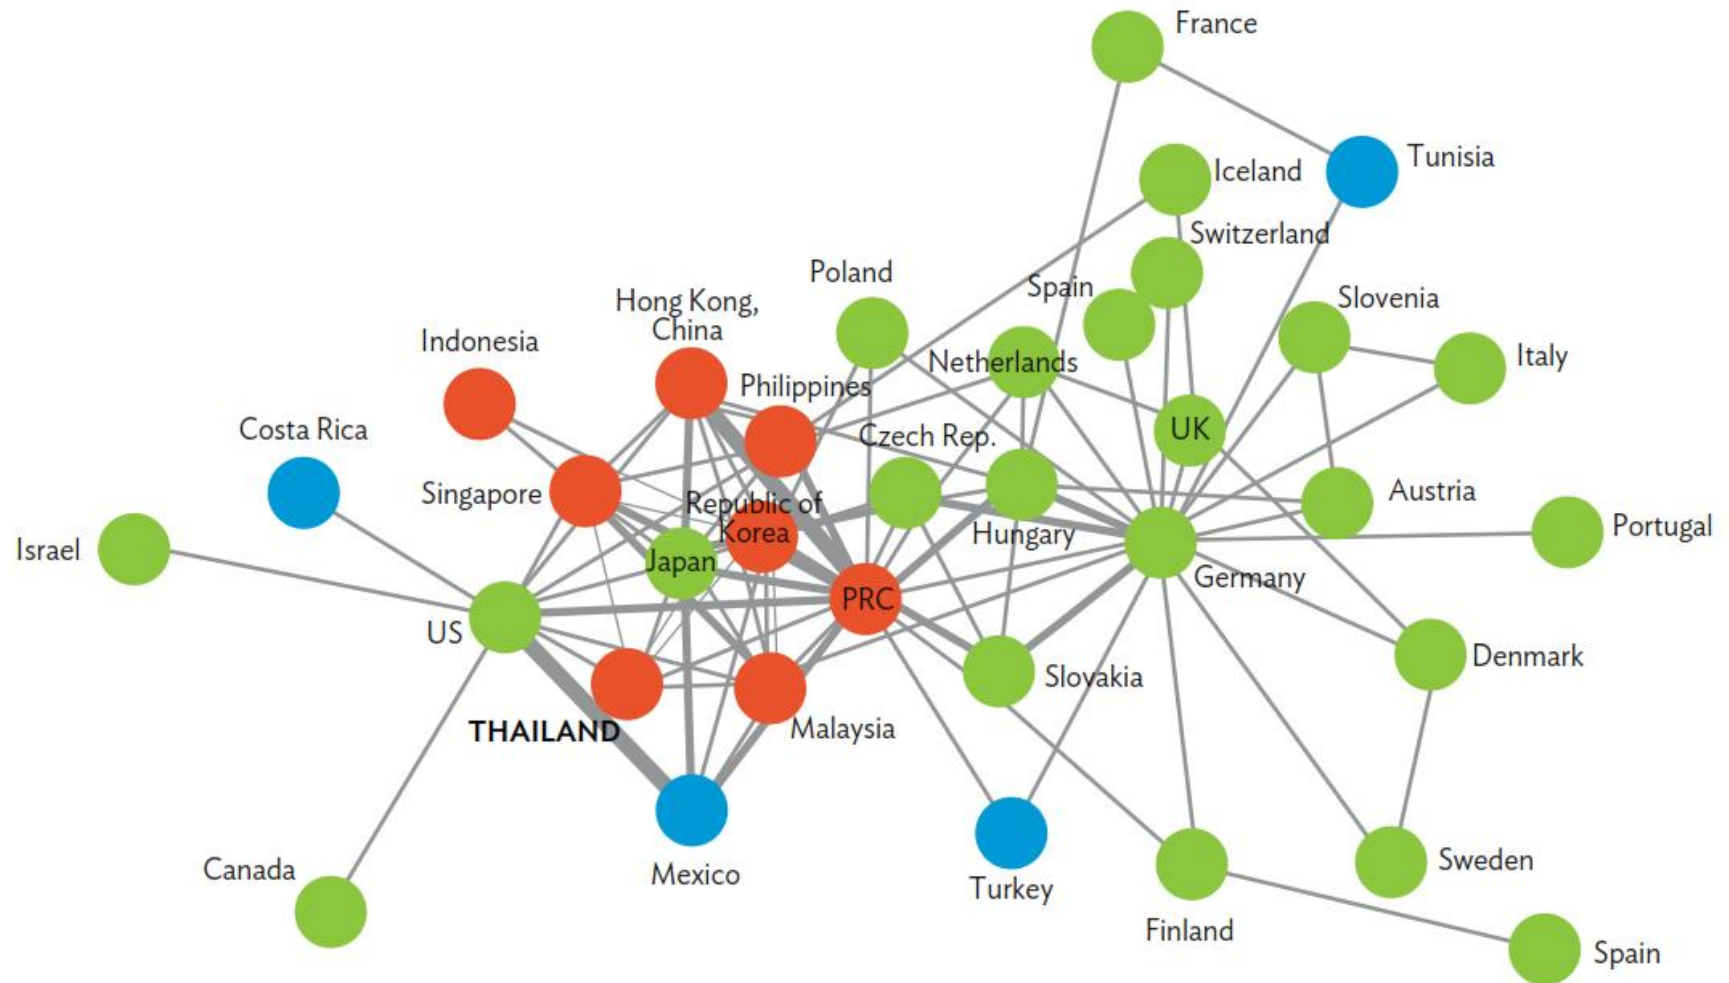 France
Tunisia
Iceland
Switzerland
Poland
Spain
Slovenia
Hong Kong,
China
Indonesia
Netherlands
Italy
Philippines
Costa Rica
UK
Czech Rep.
Singapore
Republic of
Korea
Austria
Israel
Hungary
Portugal
Japan
Germany
PRC
US
Slovakia
Denmark
THAILAND
Malaysia
Mexico
Canada
Turkey
Sweden
Finland
Spain